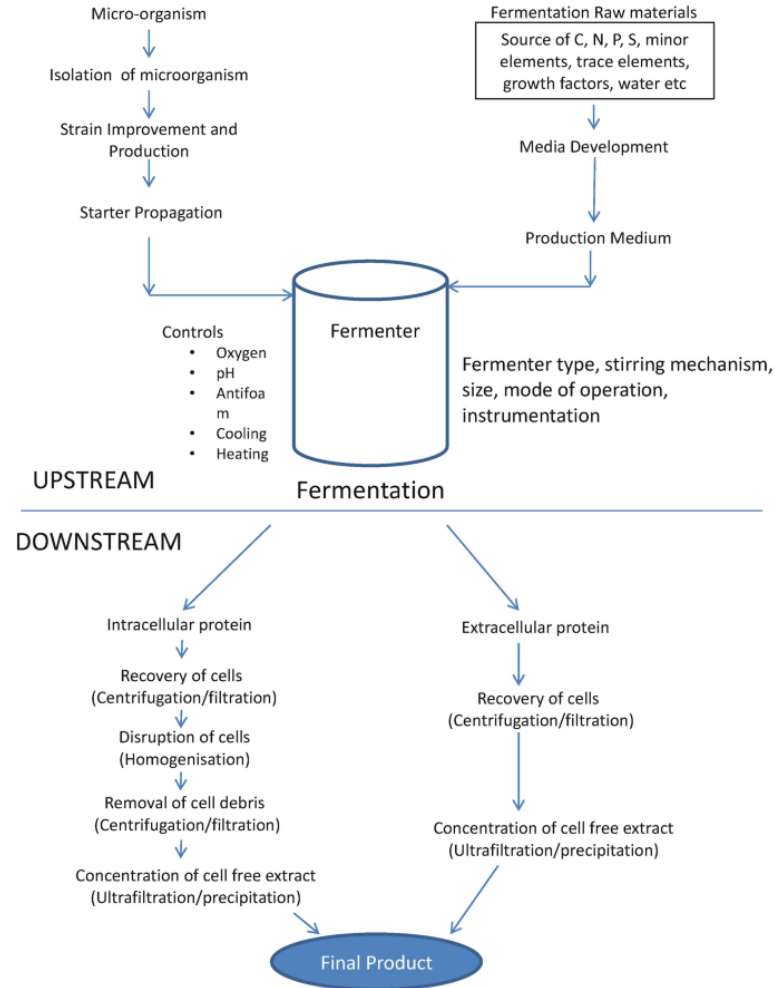 Micro-organism
Isolation of microorganism
Strain Improvement and
Production
Starter Propagation
Fermentation Raw materials
Source of C, N, P, S, minor
elements, trace elements,
growth factors, water etc
Media Development
Production Medium
Controls
• Oxygen
• pH
• Antifoa
m
• Cooling
• Heating
Fermenter
Fermenter type, stirring mechanism,
size, mode of operation,
instrumentation
UPSTREAM
Fermentation
DOWNSTREAM
Intracellular protein
Recovery of cells
(Centrifugation/filtration)
Disruption of cells
(Homogenisation)
Removal of cell debris
(Centrifugation/filtration)
Concentration of cell free extract
(Ultrafiltration/precipitation)
Extracellular protein
Recovery of cells
(Centrifugation/filtration)
Concentration of cell free extract
(Ultrafiltration/precipitation)
Final Product